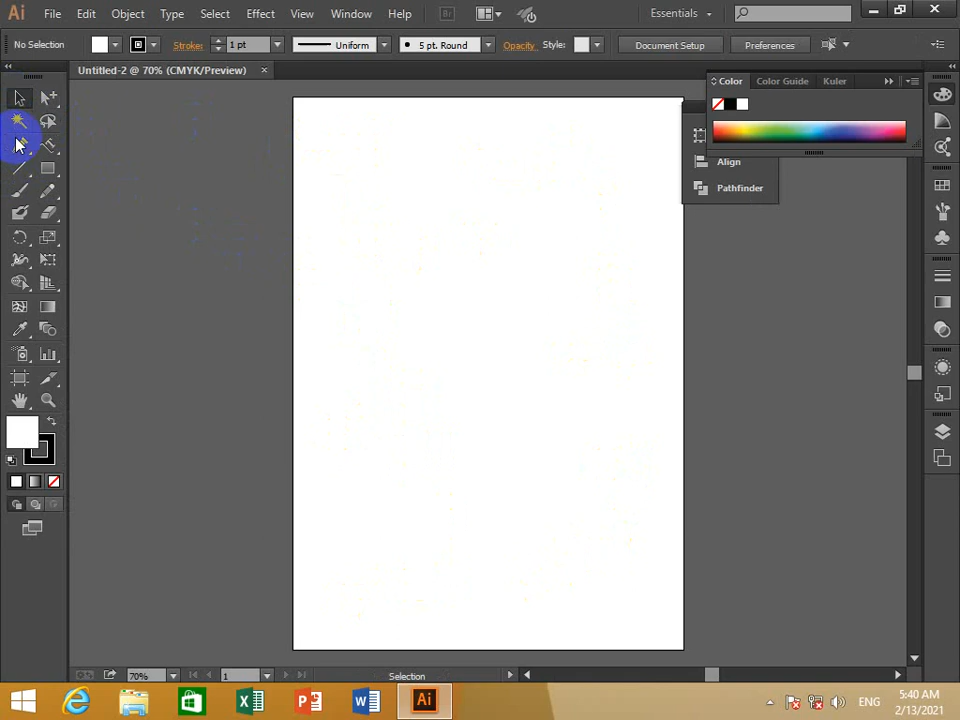 Ai File Edit Object Type Select Effect View Window Help Br Essentials
No Selection Stroke: 1 pt Uniform 5 pt. Round Opacity Style: Document Setup Preferences
Untitled-2 @ 70% (CMYK/Preview) ×
Color Color Guide Kuler
Align
Pathfinder
70% 1 Selection
Ai ENG 5:40 AM
2/13/2021